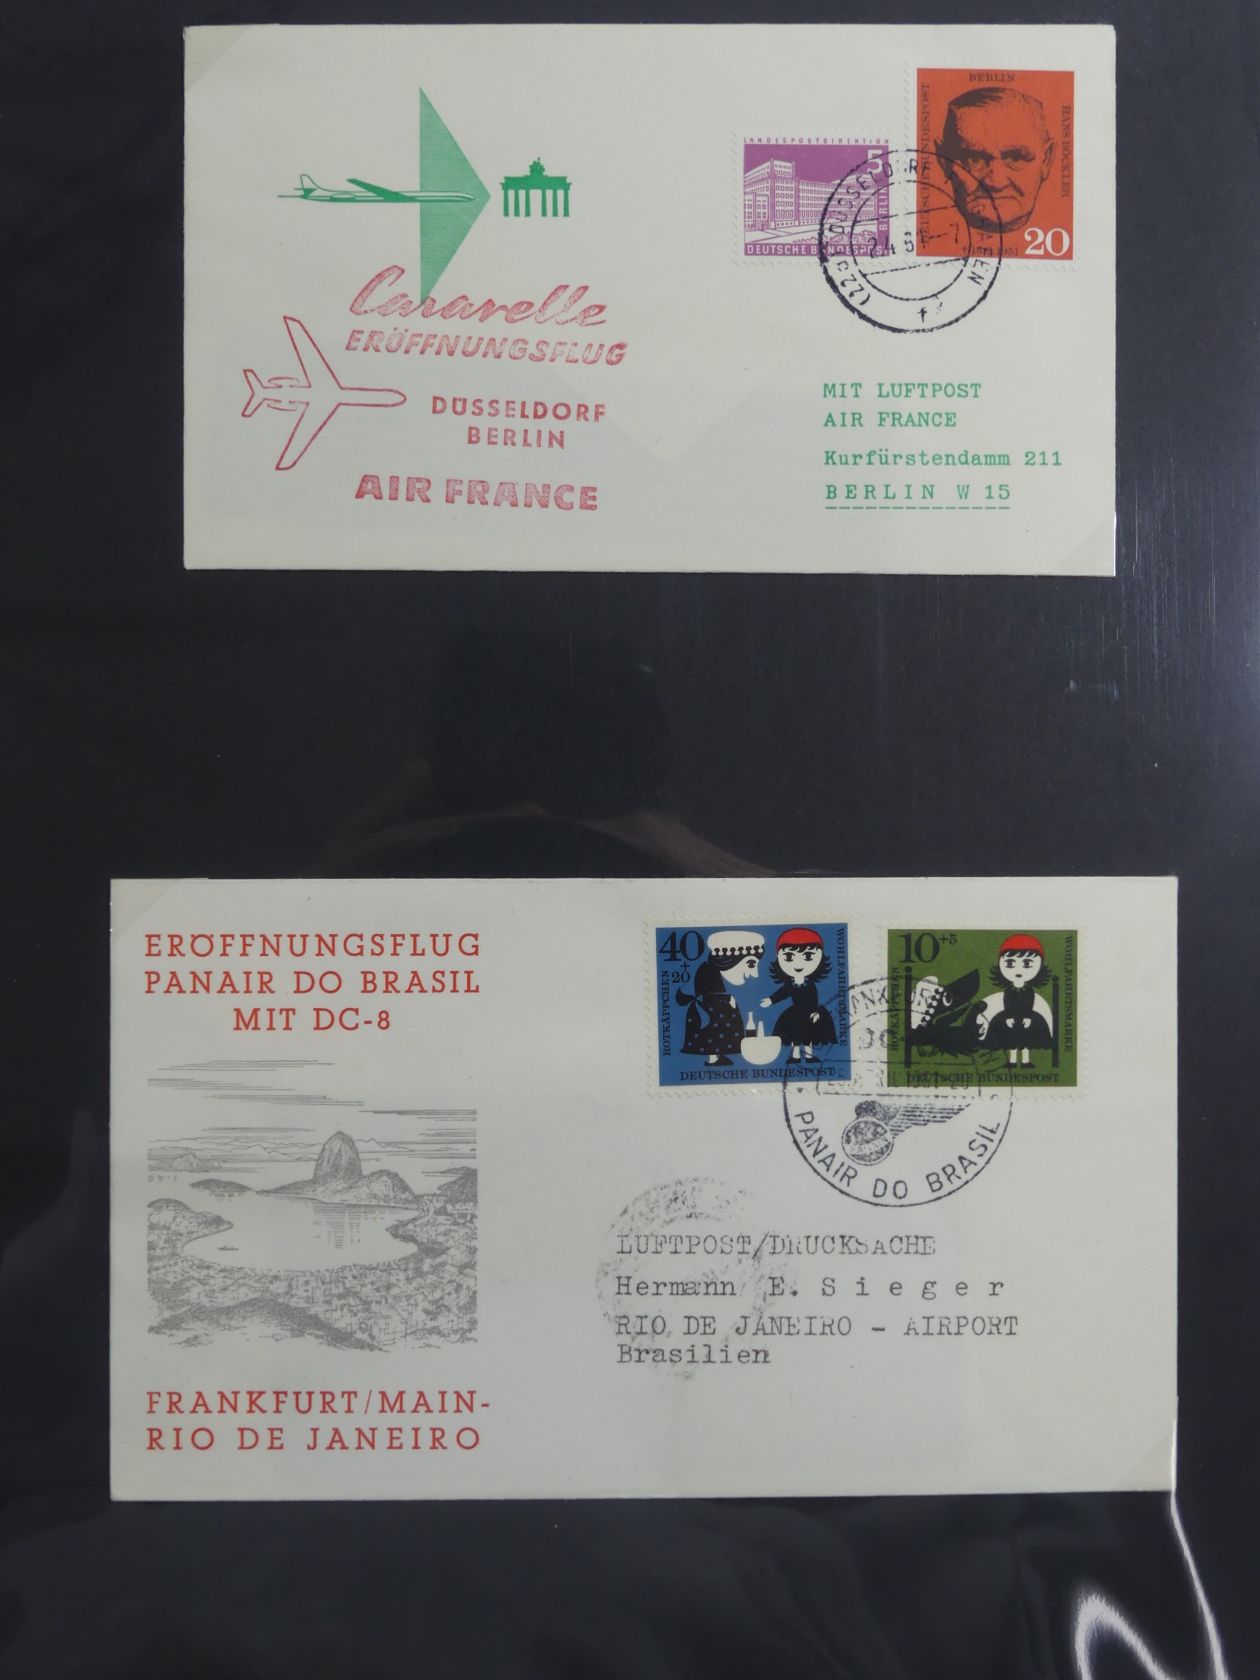 Caravelle
ERÖFFNUNGSFLUG
DÜSSELDORF
BERLIN
AIR FRANCE
LANDESPOSTDIREKTION
5
BERLIN
DEUTSCHE BUNDESPOST
BERLIN
DEUTSCHE BUNDESPOST
HANS BÖCKLER
20
MIT LUFTPOST
AIR FRANCE
Kurfürstendamm 211
BERLIN W 15
ERÖFFNUNGSFLUG
PANAIR DO BRASIL
MIT DC-8
FRANKFURT/MAIN-
RIO DE JANEIRO
40
+
20
ROTKÄPPCHEN
WOHLFAHRTSMARKE
DEUTSCHE BUNDESPOST
10+5
ROTKÄPPCHEN
WOHLFAHRTSMARKE
DEUTSCHE BUNDESPOST
PANAIR DO BRASIL
LUFTPOST/DRUCKSACHE
Hermann E. Sieger
RIO DE JANEIRO - AIRPORT
Brasilien